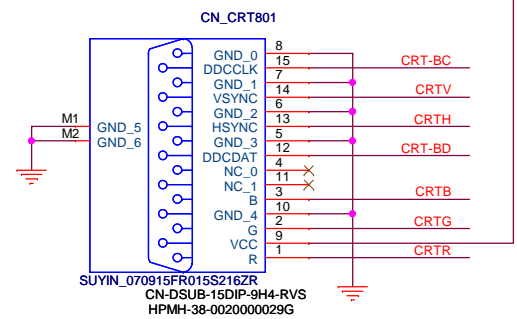 CN_CRT801
GND_0 8
DDCCLK 15 CRT-BC
GND_1 7
VSYNC 14 CRTV
GND_2 6
M1 GND_5 HSYNC 13 CRTH
M2 GND_6 GND_3 5
DDCDAT 12 CRT-BD
NC_0 4
NC_1 11
B 3 CRTB
GND_4 10
G 2 CRTG
VCC 9
R 1 CRTR
SUYIN_070915FR015S216ZR
CN-DSUB-15DIP-9H4-RVS
HPMH-38-0020000029G